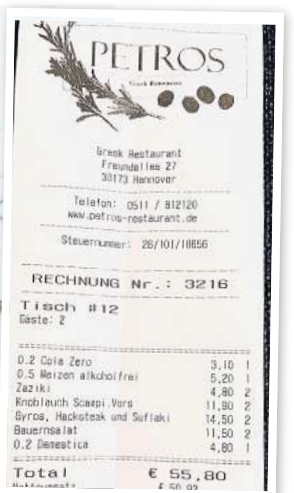 PETROS
Greek Restaurant
Greek Restaurant
Freundallee 27
30173 Hannover
Telefon: 0511 / 812120
www.petros-restaurant.de
Steuernummer: 26/101/18656
RECHNUNG Nr.: 3216
Tisch #12
Gäste: 2
0.2 Cola Zero 3,10 1
0.5 Weizen alkoholfrei 5,20 1
Zaziki 4,80 2
Knoblauch Scampi.Vors 11,90 2
Gyros, Hacksteak und Suflaki 14,50 2
Bauernsalat 11,50 2
0.2 Demestica 4,80 1
Total € 55,80